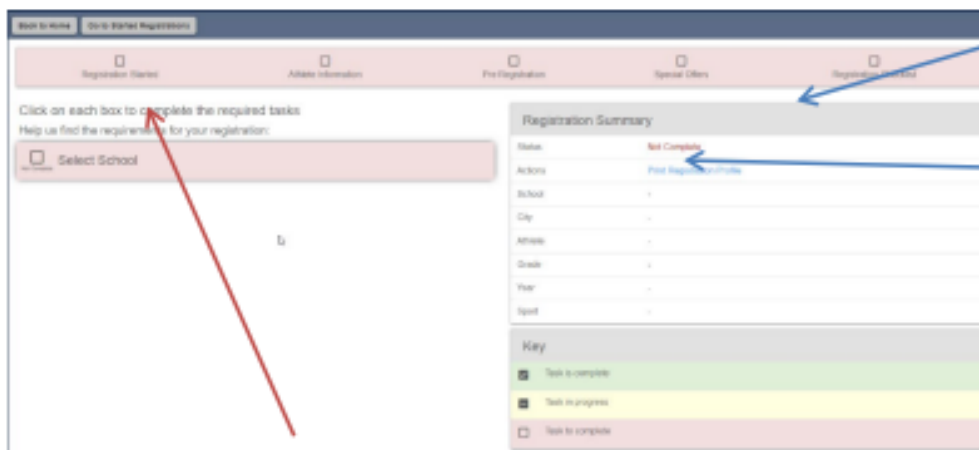 Back to Home Go to Started Registrations
Registration Started Athlete Information Pre-Registration Special Offers Registration
Click on each box to complete the required tasks
Help us find the requirements for your registration:
Select School
Not Complete
Registration Summary
Status Not Complete
Actions Print Registration Profile
School -
City -
Athlete -
Grade -
Year -
Sport -
Key
Task is complete
Task in progress
Task to complete